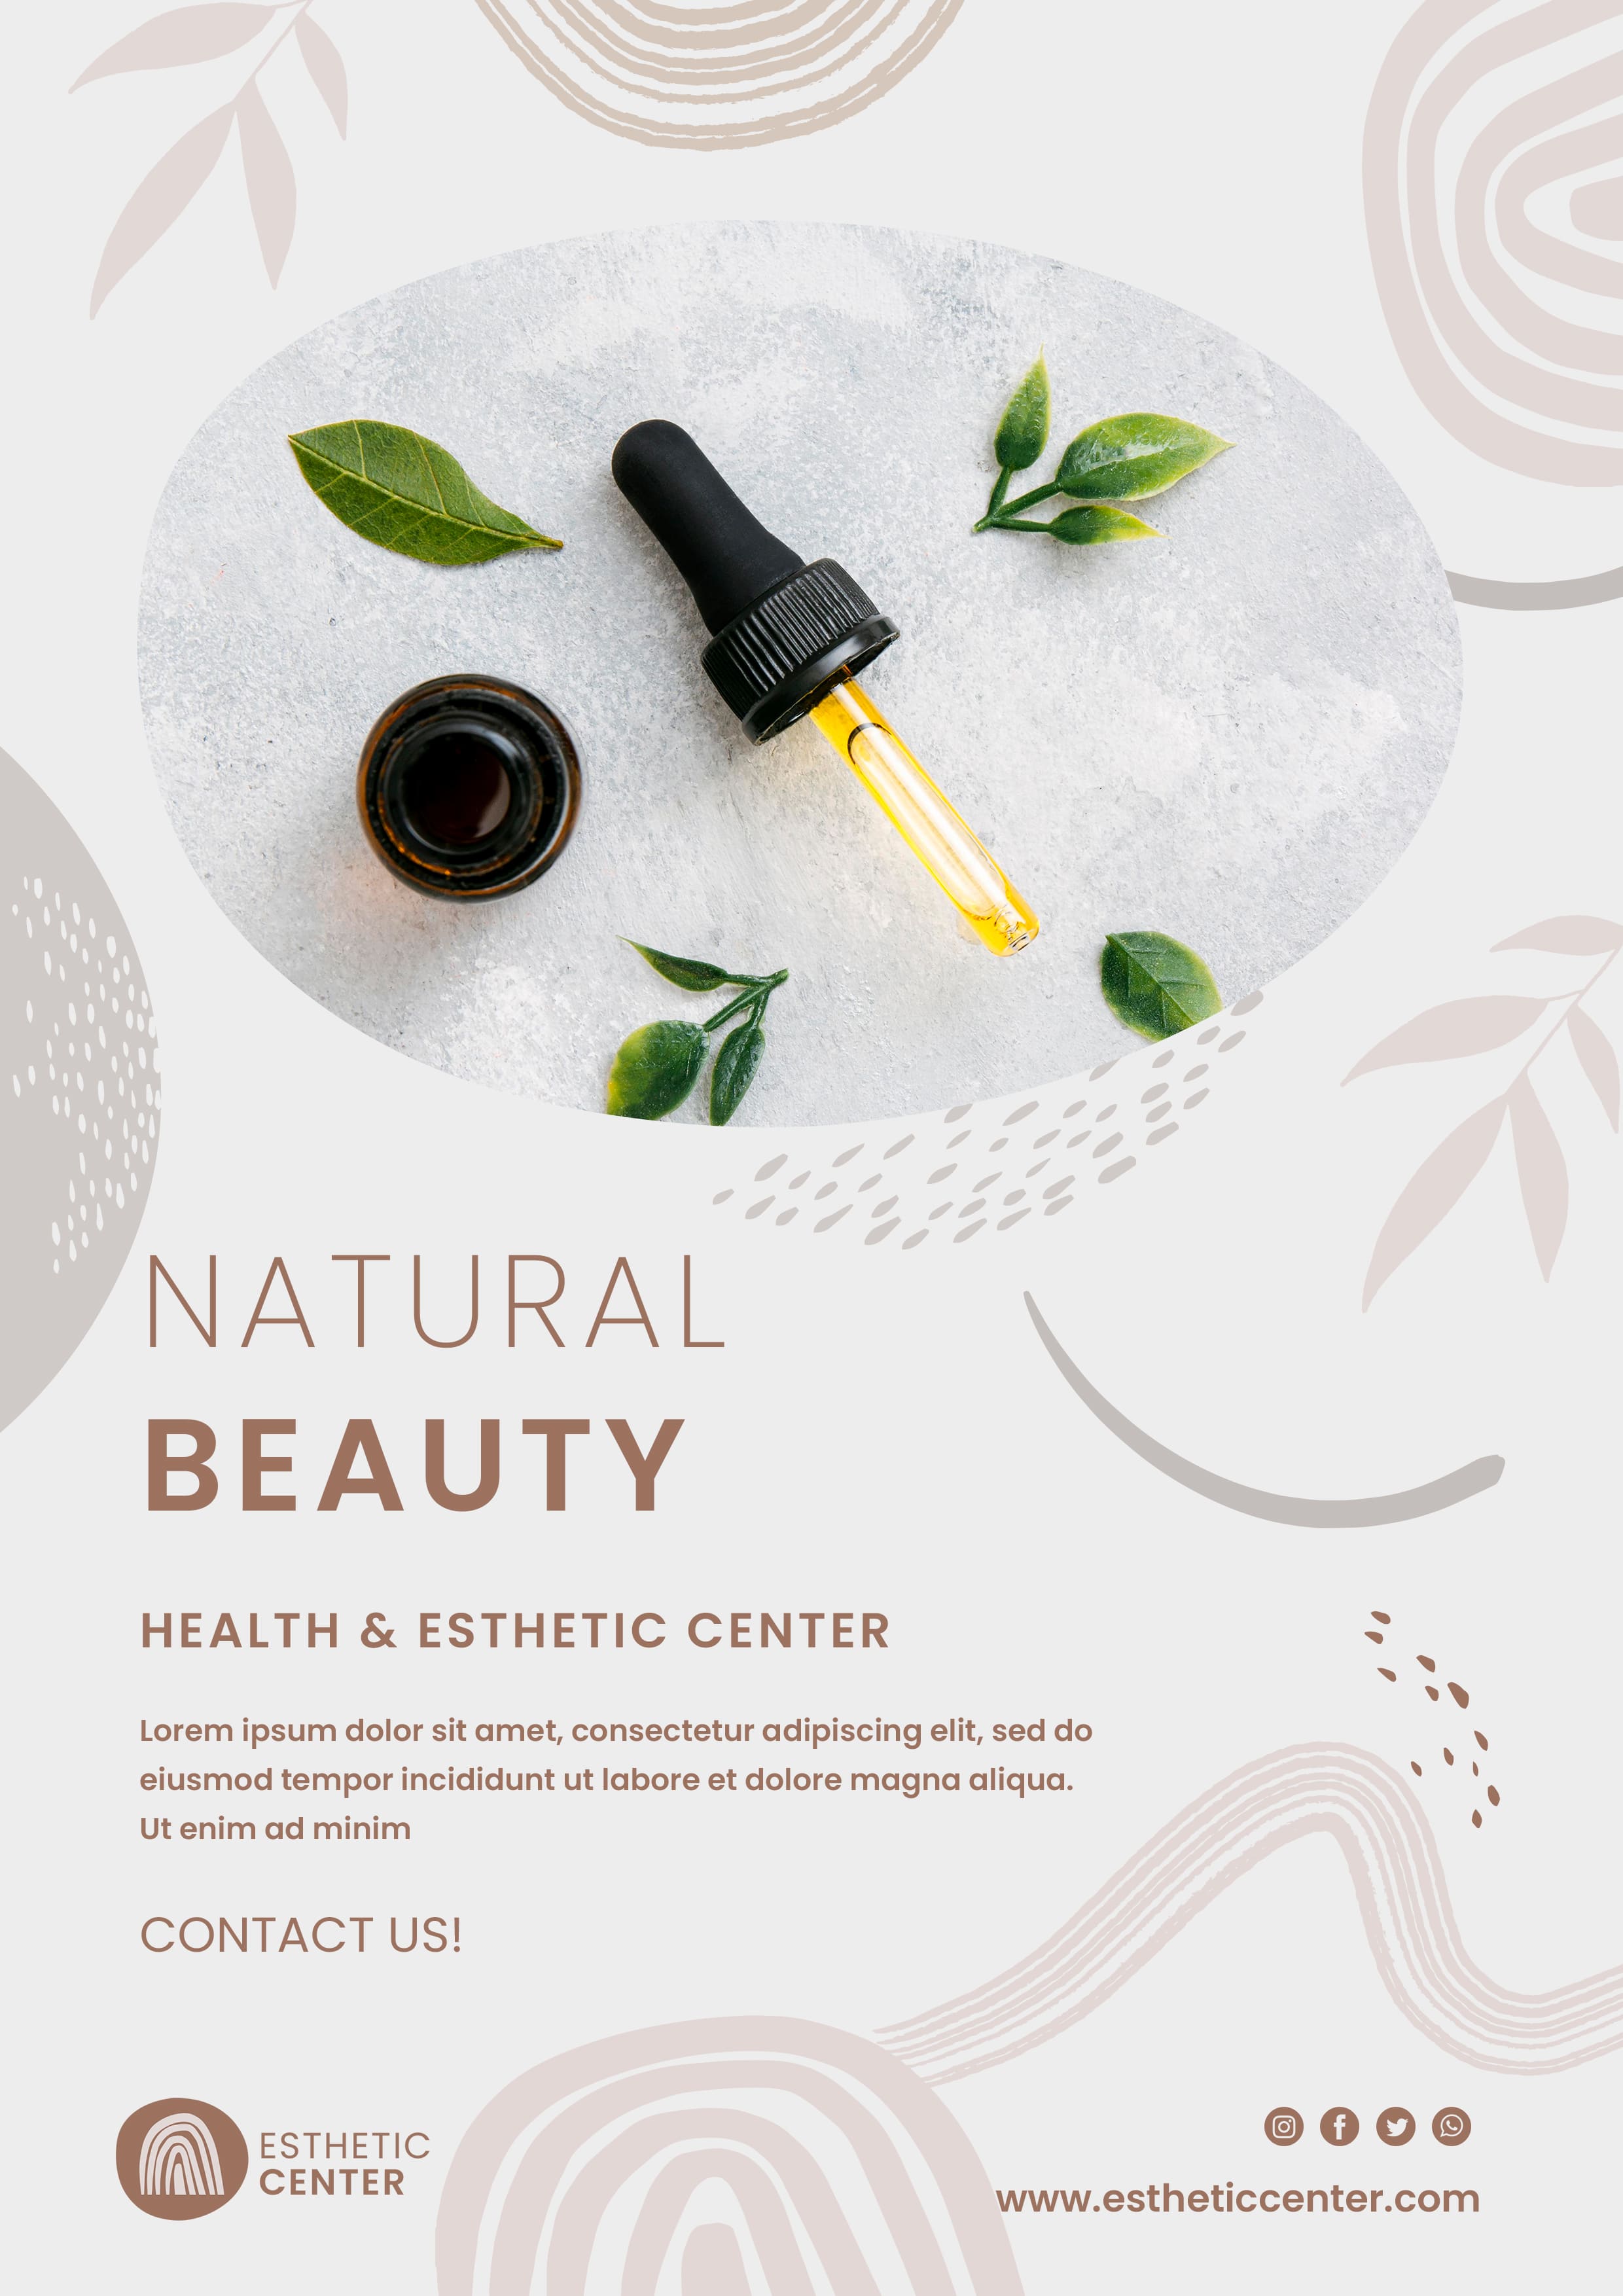 NATURAL
BEAUTY
HEALTH & ESTHETIC CENTER
Lorem ipsum dolor sit amet, consectetur adipiscing elit, sed do
eiusmod tempor incididunt ut labore et dolore magna aliqua.
Ut enim ad minim
CONTACT US!
ESTHETIC
CENTER
www.estheticcenter.com